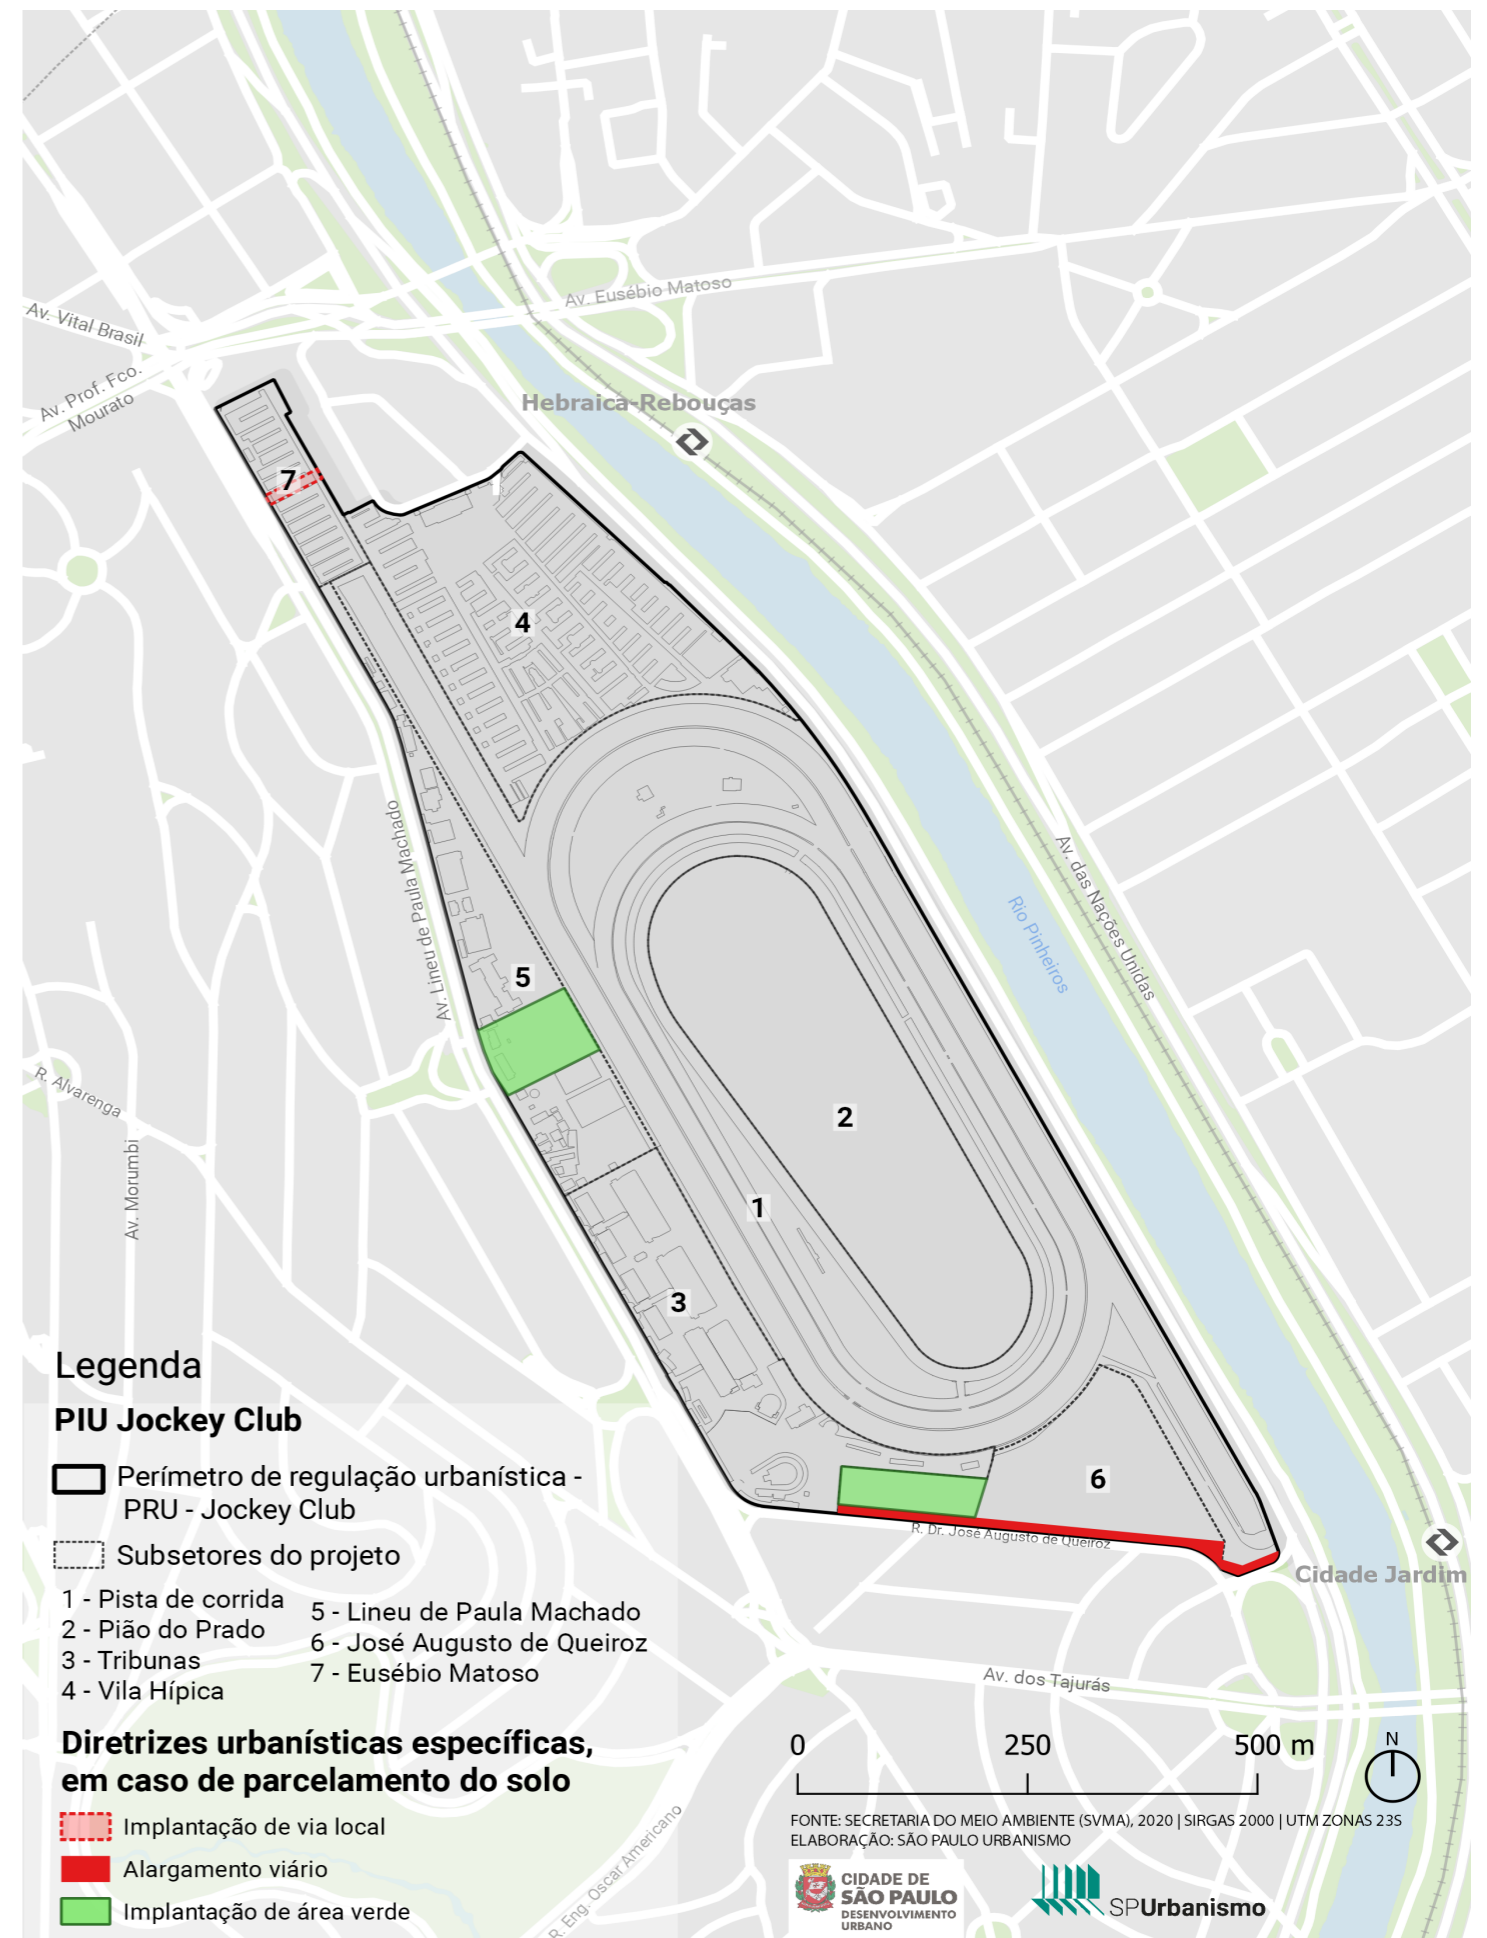 Av. Eusébio Matoso
Av. Vital Brasil
Av. Prof. Fco.
Mourato
Hebraica-Rebouças
7
4
Av. Lineu de Paula Machado
Av. das Nações Unidas
Rio Pinheiros
5
R. Alvarenga
Av. Morumbi
2
1
3
6
R. Dr. José Augusto de Queiroz
Cidade Jardim
Av. dos Tajurás
R. Eng. Oscar Americano
Legenda
PIU Jockey Club
Perímetro de regulação urbanística -
PRU - Jockey Club
Subsetores do projeto
1 - Pista de corrida
2 - Pião do Prado
3 - Tribunas
4 - Vila Hípica
5 - Lineu de Paula Machado
6 - José Augusto de Queiroz
7 - Eusébio Matoso
Diretrizes urbanísticas específicas,
em caso de parcelamento do solo
Implantação de via local
Alargamento viário
Implantação de área verde
0 250 500 m
N
FONTE: SECRETARIA DO MEIO AMBIENTE (SVMA), 2020 | SIRGAS 2000 | UTM ZONAS 23S
ELABORAÇÃO: SÃO PAULO URBANISMO
CIDADE DE
SÃO PAULO
DESENVOLVIMENTO
URBANO
SPUrbanismo